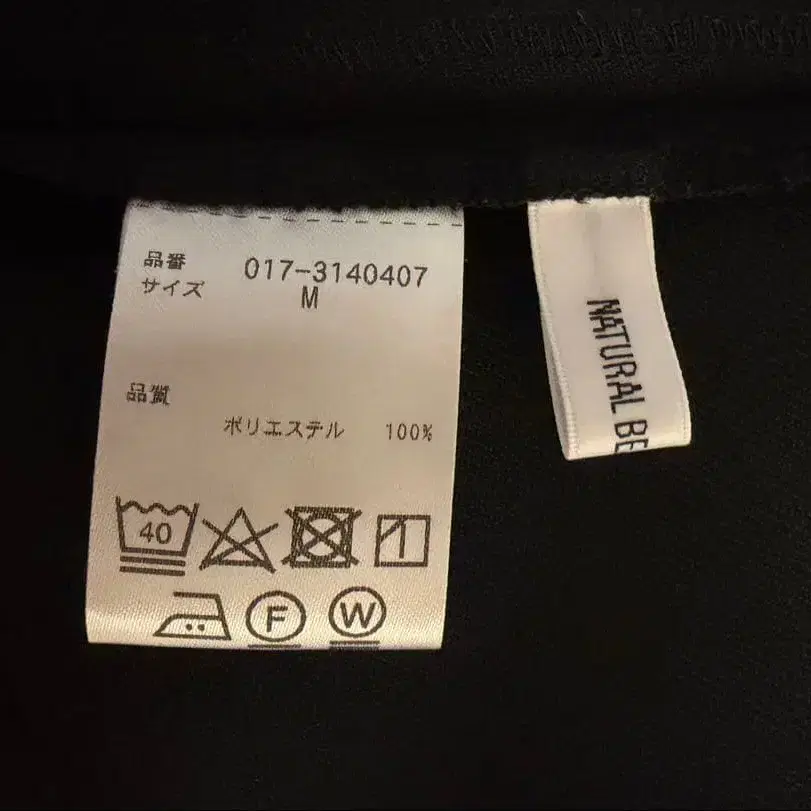 品番 017-3140407
サイズ M
品質
ポリエステル 100%
40
F W
NATURAL BE